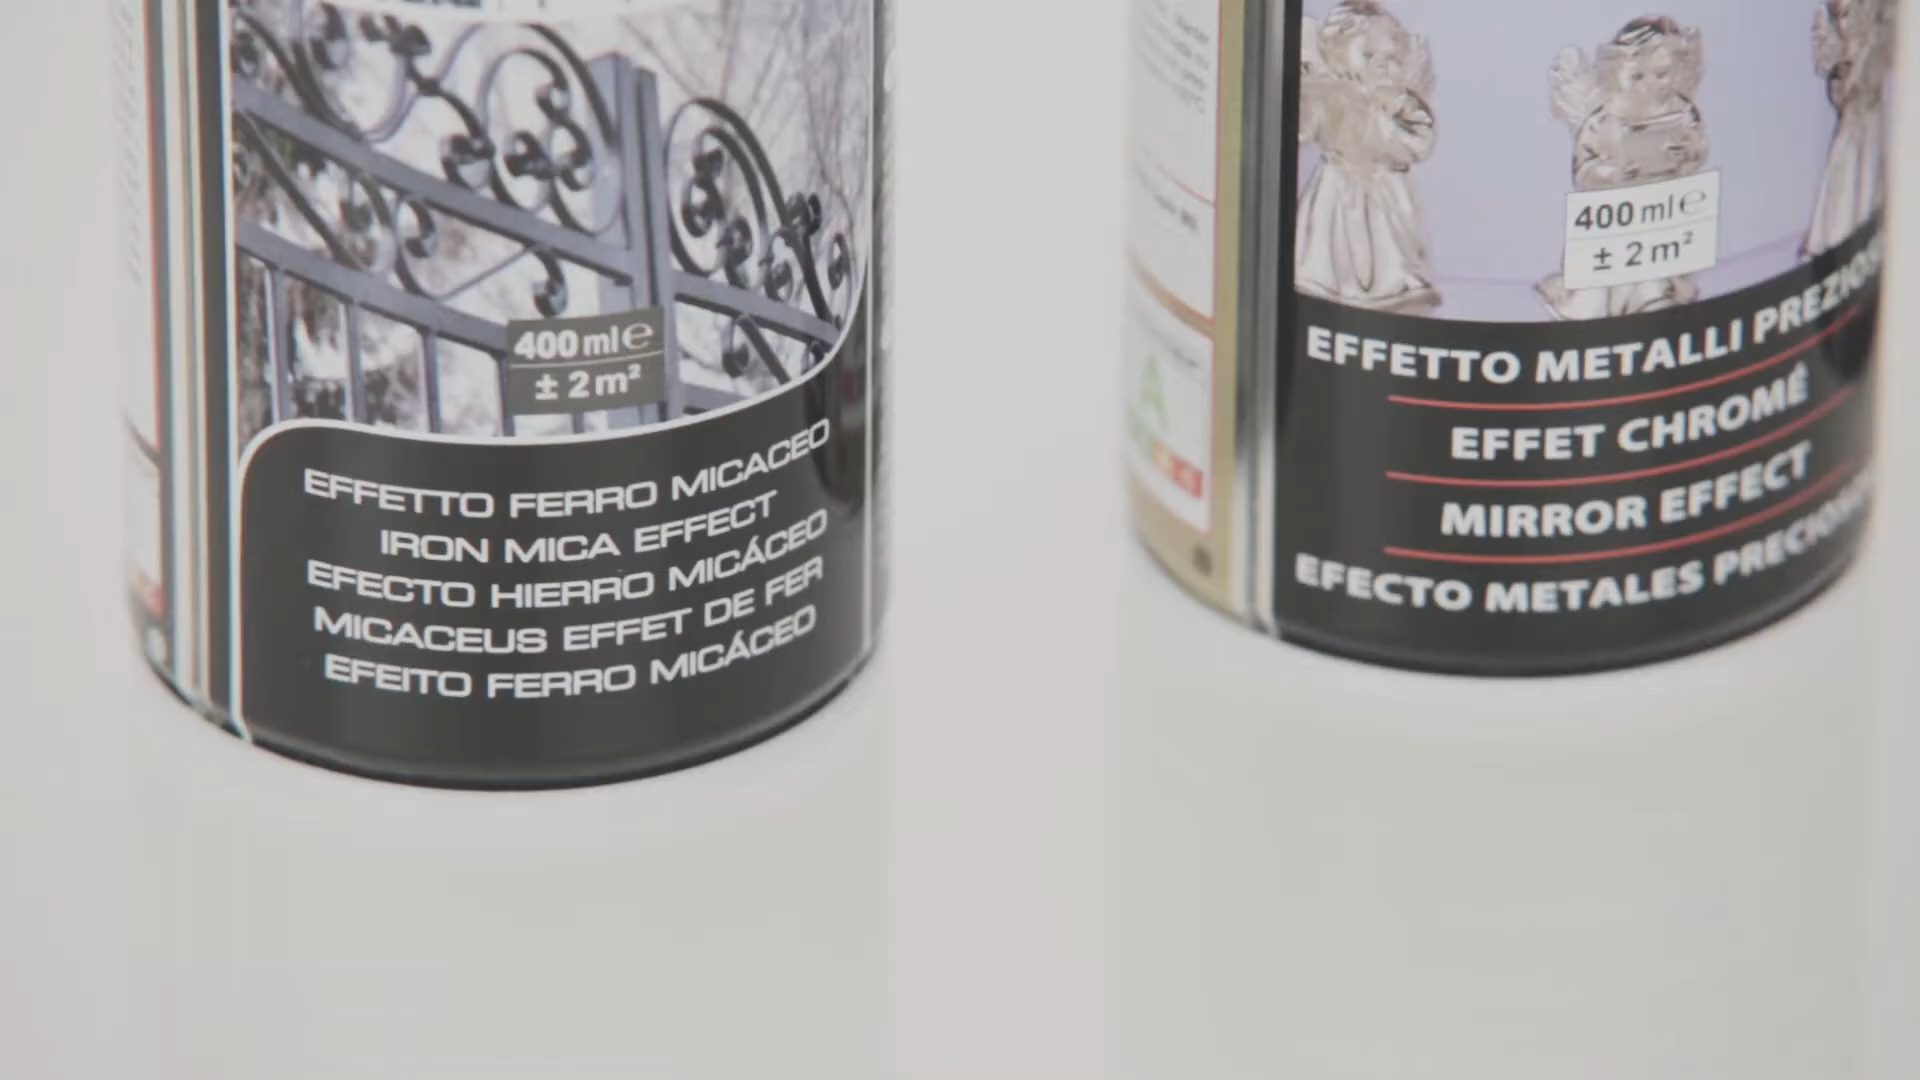 400 ml ℮
± 2 m²
EFFETTO FERRO MICACEO
IRON MICA EFFECT
EFECTO HIERRO MICÁCEO
MICACEUS EFFET DE FER
EFEITO FERRO MICÁCEO
400 ml ℮
± 2 m²
EFFETTO METALLI
EFFET CHROMÉ
MIRROR EFFECT
EFECTO METALES
A